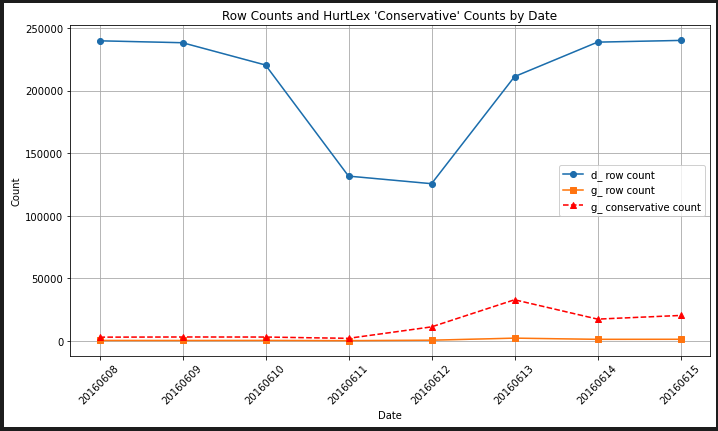 Row Counts and HurtLex 'Conservative' Counts by Date
250000
200000
150000
100000
50000
0
Count
d_ row count
g_ row count
g_ conservative count
20160608
20160609
20160610
20160611
20160612
20160613
20160614
20160615
Date